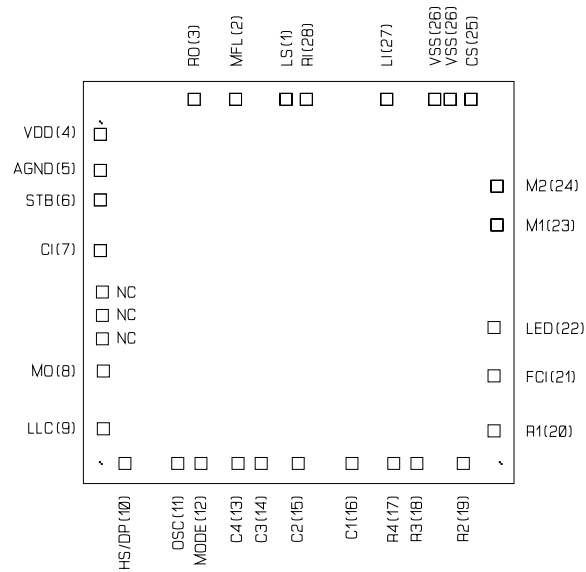 RO(3)
MFL(2)
LS(1)
RI(28)
LI(27)
VSS(26)
VSS(26)
CS(25)
VDD(4)
AGND(5)
STB(6)
CI(7)
NC
NC
NC
MO(8)
LLC(9)
M2(24)
M1(23)
LED(22)
FCI(21)
R1(20)
HS/DP(10)
OSC(11)
MODE(12)
C4(13)
C3(14)
C2(15)
C1(16)
R4(17)
R3(18)
R2(19)